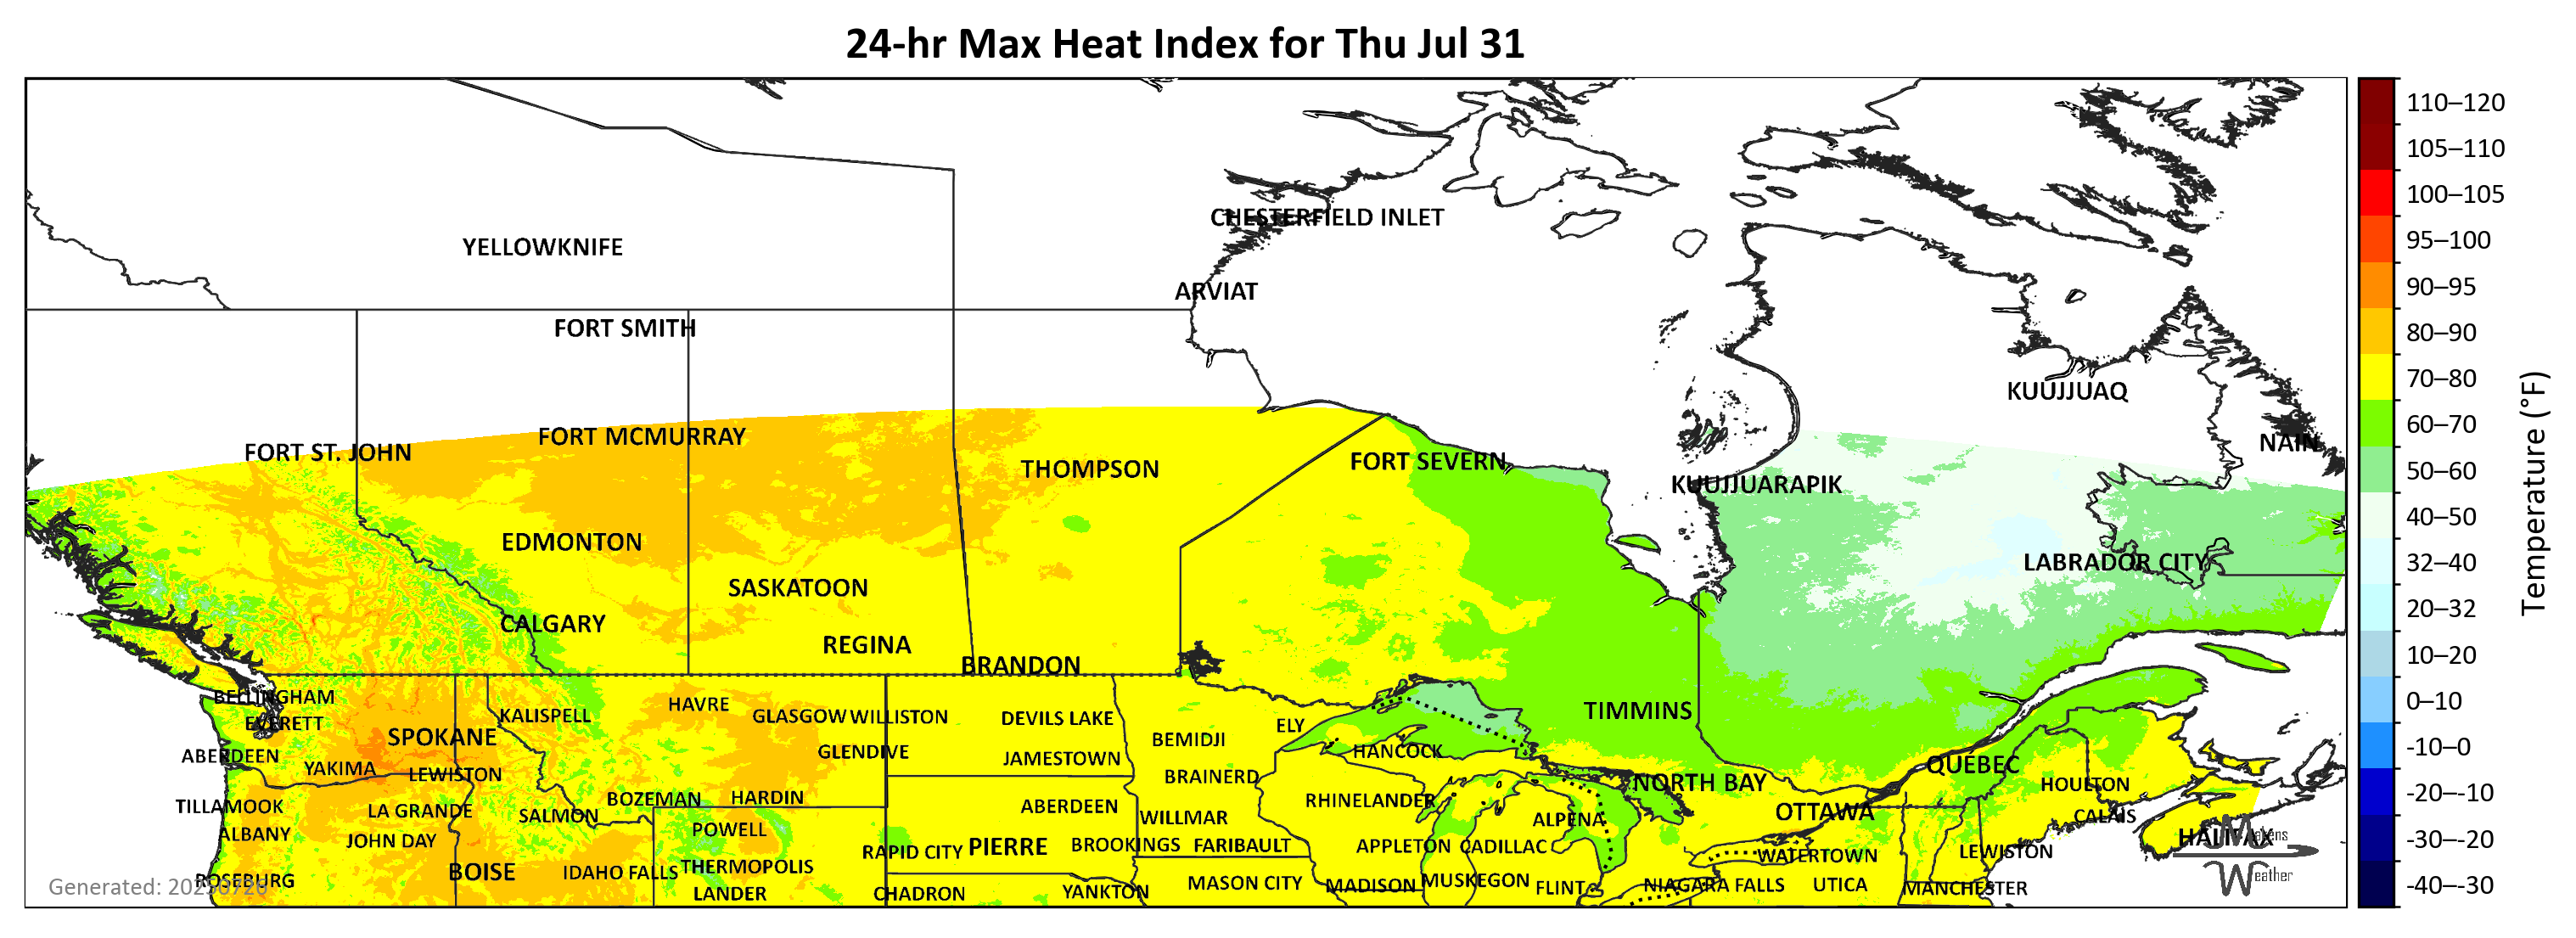 24-hr Max Heat Index for Thu Jul 31
110–120
105–110
CHESTERFIELD INLET
100–105
YELLOWKNIFE
95–100
ARVIAT
90–95
FORT SMITH
80–90
KUUJJUAQ
70–80
FORT MCMURRAY
60–70
FORT ST. JOHN
NAIN
THOMPSON
FORT SEVERN
50–60
KUUJJUARAPIK
40–50
EDMONTON
LABRADOR CITY
32–40
SASKATOON
20–32
CALGARY
REGINA
BRANDON
10–20
Temperature (°F)
BELLINGHAM
HAVRE
0–10
KALISPELL
GLASGOW
WILLISTON
DEVILS LAKE
TIMMINS
EVERETT
ELY
SPOKANE
BEMIDJI
-10–0
ABERDEEN
GLENDIVE
JAMESTOWN
HANCOCK
YAKIMA
LEWISTON
BRAINERD
NORTH BAY
QUEBEC
HOULTON
-20–-10
TILLAMOOK
LA GRANDE
SALMON
BOZEMAN
HARDIN
ABERDEEN
WILLMAR
RHINELANDER
ALPENA
OTTAWA
CALAIS
ALBANY
JOHN DAY
POWELL
HALIFAX
Makens
-30–-20
RAPID CITY
PIERRE
BROOKINGS
FARIBAULT
APPLETON
CADILLAC
WATERTOWN
LEWISTON
BOISE
IDAHO FALLS
THERMOPOLIS
Weather
ROSEBURG
Generated: 20250726
LANDER
CHADRON
YANKTON
MASON CITY
MADISON
MUSKEGON
FLINT
NIAGARA FALLS
UTICA
MANCHESTER
-40–-30